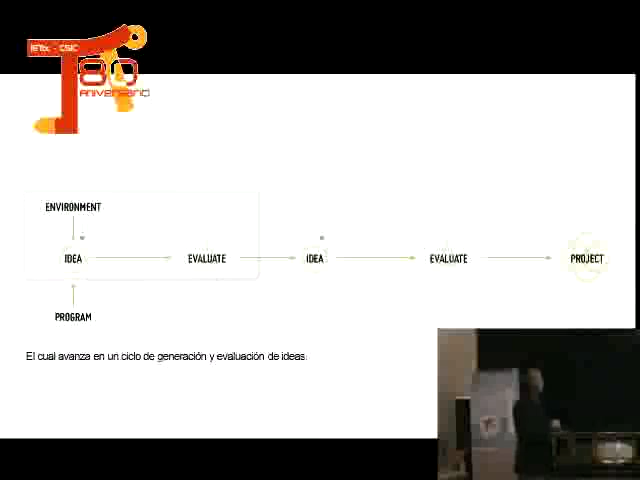 IETcc - CSIC
80
ANIVERSARIO
ENVIRONMENT
IDEA EVALUATE IDEA EVALUATE PROJECT
PROGRAM
El cual avanza en un ciclo de generación y evaluación de ideas.